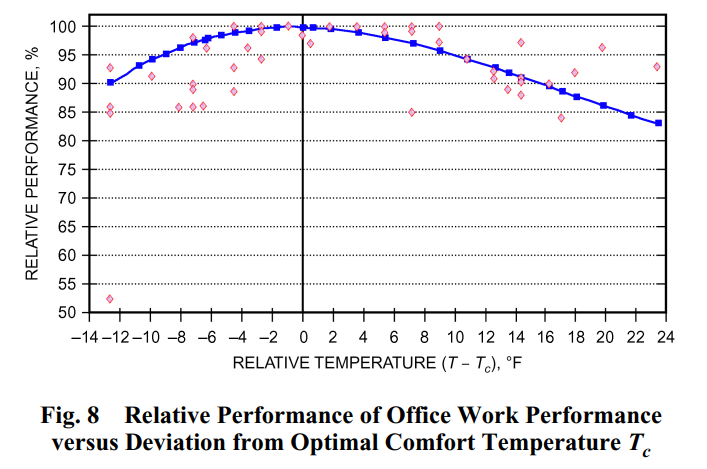 100
95
90
85
80
75
70
65
60
55
50
RELATIVE PERFORMANCE, %
–14 –12 –10 –8 –6 –4 –2 0 2 4 6 8 10 12 14 16 18 20 22 24
RELATIVE TEMPERATURE (T – Tc), °F
Fig. 8 Relative Performance of Office Work Performance
versus Deviation from Optimal Comfort Temperature Tc